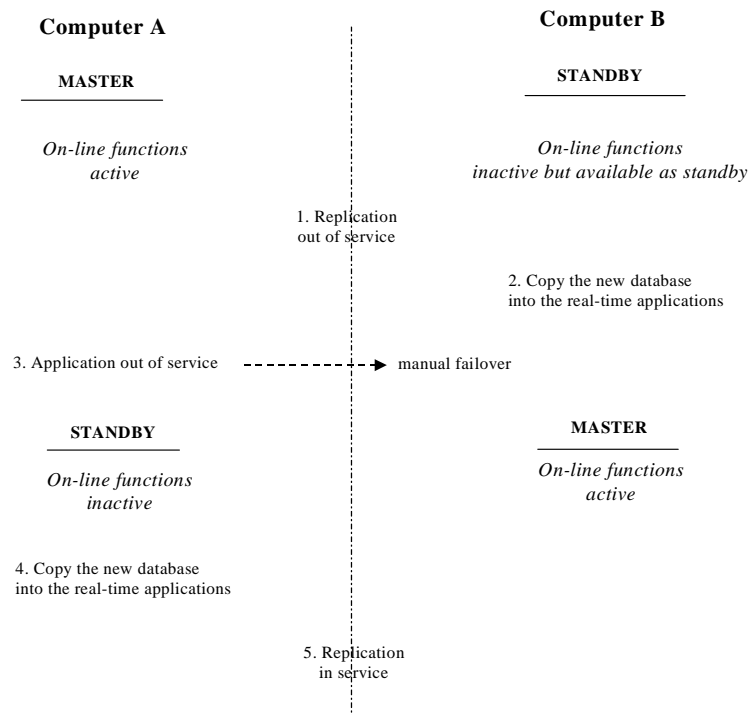 Computer A
Computer B
MASTER
STANDBY
On-line functions
active
On-line functions
inactive but available as standby
1. Replication
out of service
2. Copy the new database
into the real-time applications
3. Application out of service
manual failover
STANDBY
MASTER
On-line functions
inactive
On-line functions
active
4. Copy the new database
into the real-time applications
5. Replication
in service